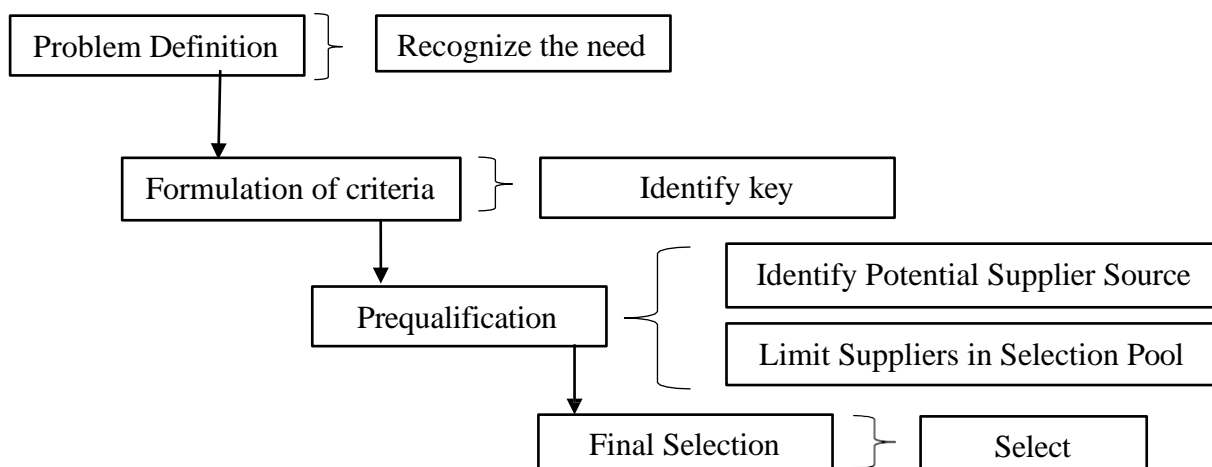 Problem Definition
Recognize the need
Formulation of criteria
Identify key
Prequalification
Identify Potential Supplier Source
Limit Suppliers in Selection Pool
Final Selection
Select